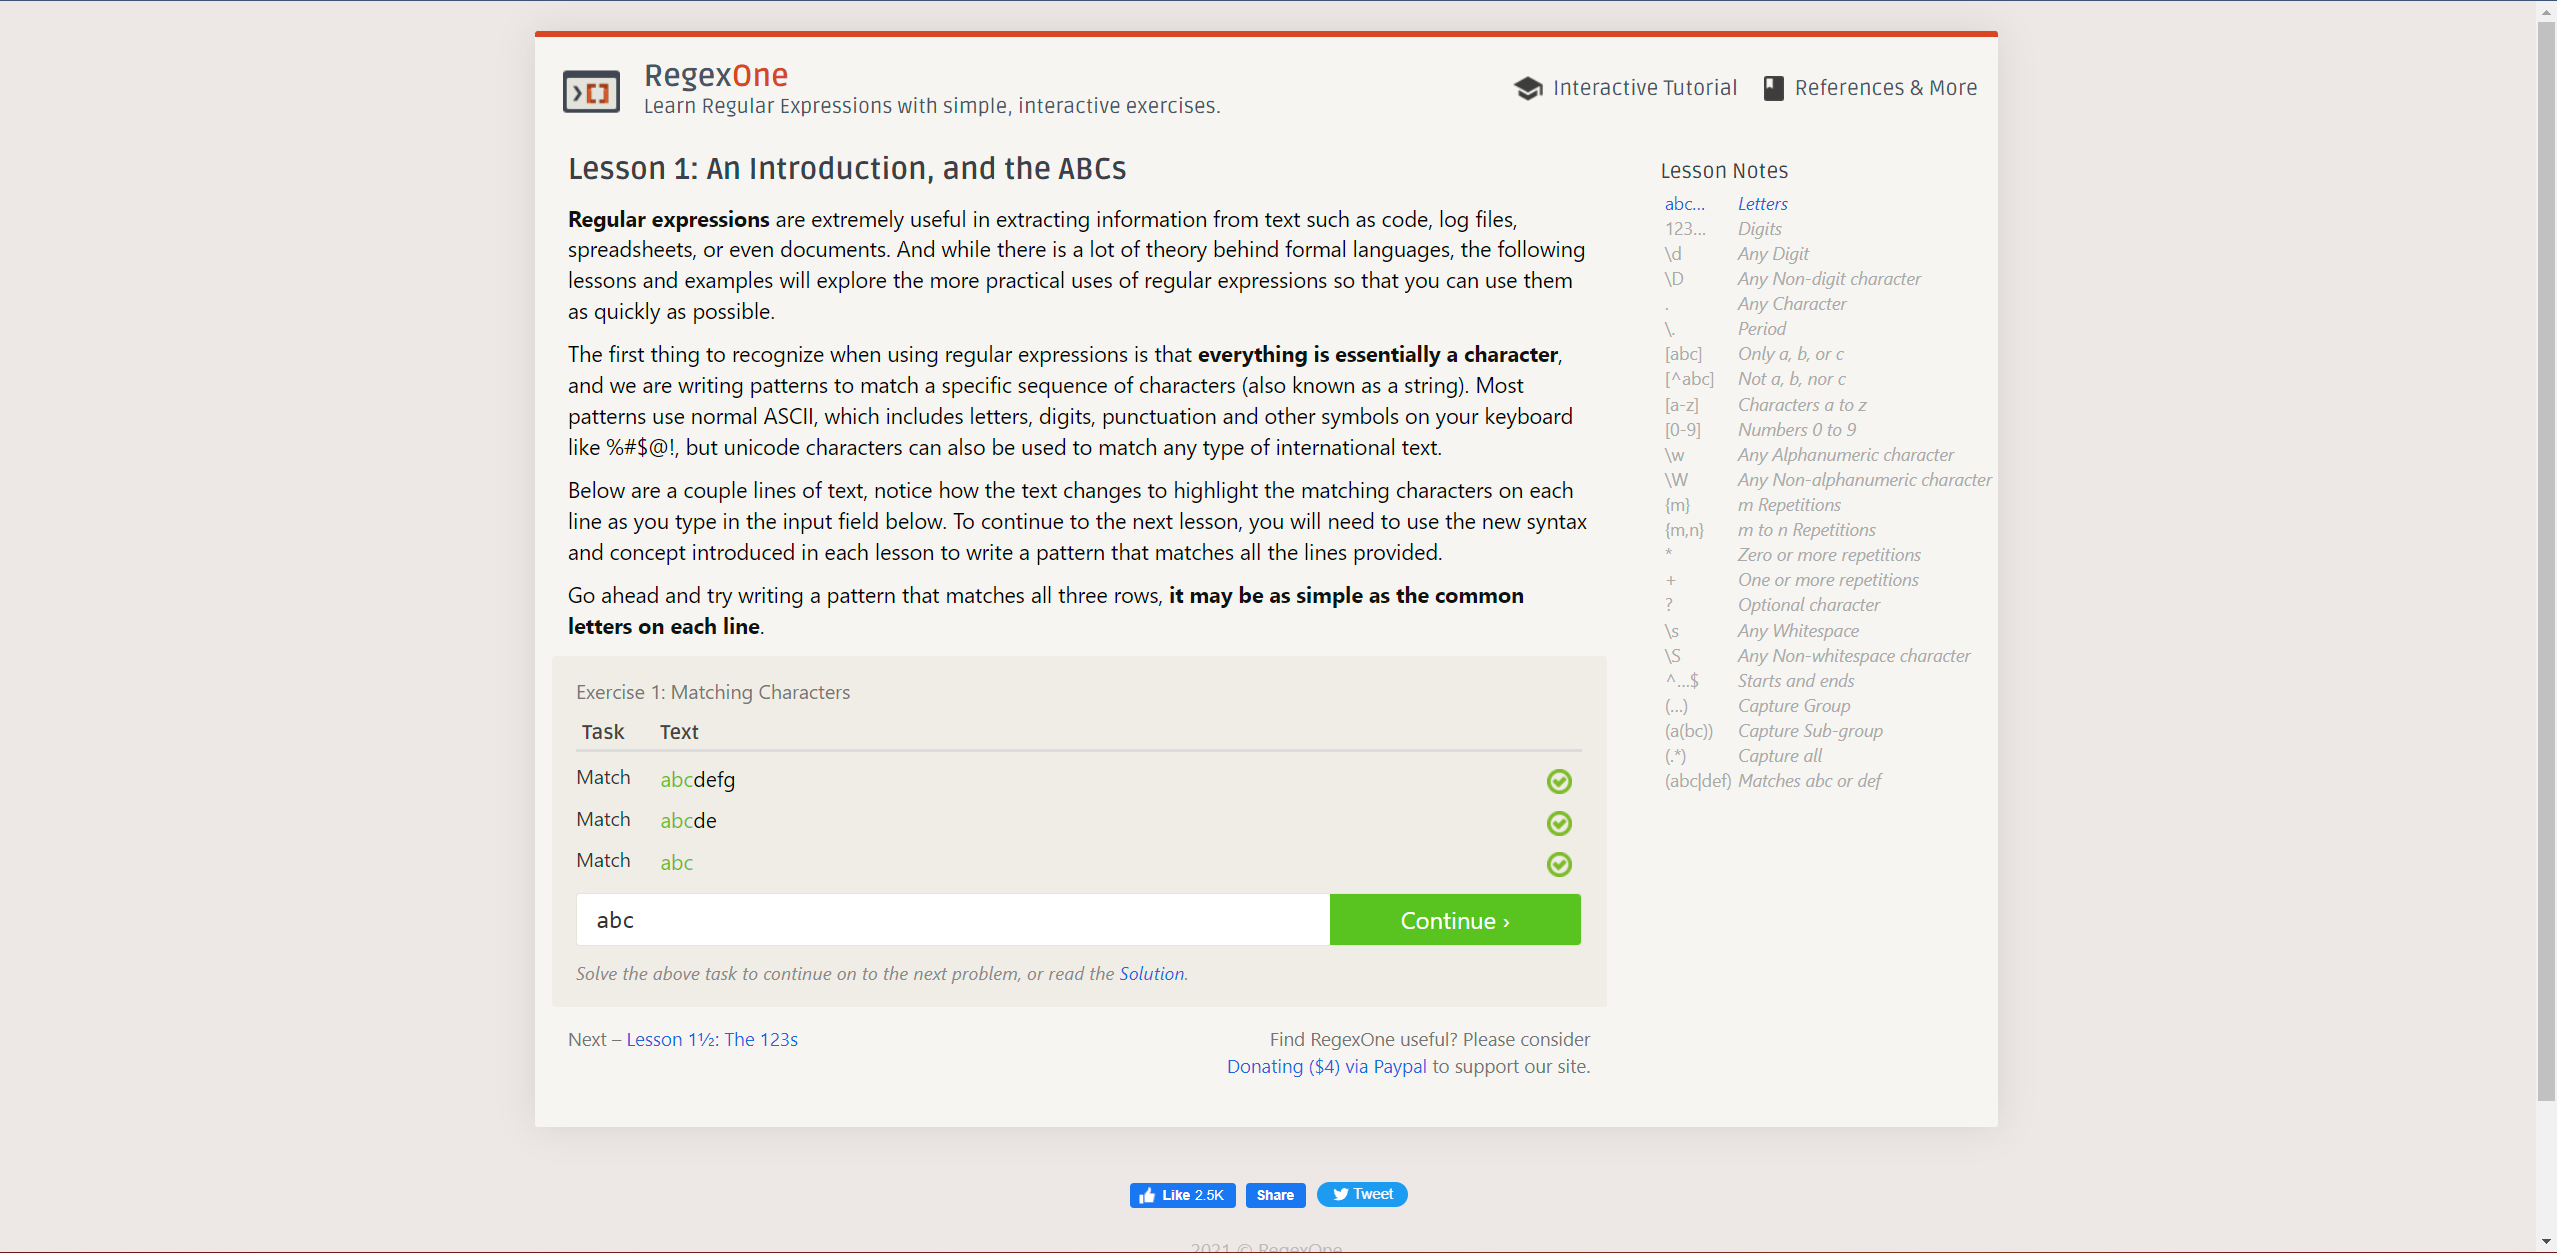 RegexOne
Learn Regular Expressions with simple, interactive exercises.
Interactive Tutorial
References & More
Lesson 1: An Introduction, and the ABCs
Regular expressions are extremely useful in extracting information from text such as code, log files,
spreadsheets, or even documents. And while there is a lot of theory behind formal languages, the following
lessons and examples will explore the more practical uses of regular expressions so that you can use them
as quickly as possible.
The first thing to recognize when using regular expressions is that everything is essentially a character,
and we are writing patterns to match a specific sequence of characters (also known as a string). Most
patterns use normal ASCII, which includes letters, digits, punctuation and other symbols on your keyboard
like %#$@!, but unicode characters can also be used to match any type of international text.
Below are a couple lines of text, notice how the text changes to highlight the matching characters on each
line as you type in the input field below. To continue to the next lesson, you will need to use the new syntax
and concept introduced in each lesson to write a pattern that matches all the lines provided.
Go ahead and try writing a pattern that matches all three rows, it may be as simple as the common
letters on each line.
Exercise 1: Matching Characters
Task Text
Match abcdefg
Match abcde
Match abc
abc
Continue ›
Solve the above task to continue on to the next problem, or read the Solution.
Next – Lesson 1½: The 123s
Find RegexOne useful? Please consider
Donating ($4) via Paypal to support our site.
Lesson Notes
abc... Letters
123... Digits
\d Any Digit
\D Any Non-digit character
. Any Character
\. Period
[abc] Only a, b, or c
[^abc] Not a, b, nor c
[a-z] Characters a to z
[0-9] Numbers 0 to 9
\w Any Alphanumeric character
\W Any Non-alphanumeric character
{m} m Repetitions
{m,n} m to n Repetitions
* Zero or more repetitions
+ One or more repetitions
? Optional character
\s Any Whitespace
\S Any Non-whitespace character
^...$ Starts and ends
(...) Capture Group
(a(bc)) Capture Sub-group
(.*) Capture all
(abc|def) Matches abc or def
Like 2.5K
Share
Tweet
2021 © RegexOne